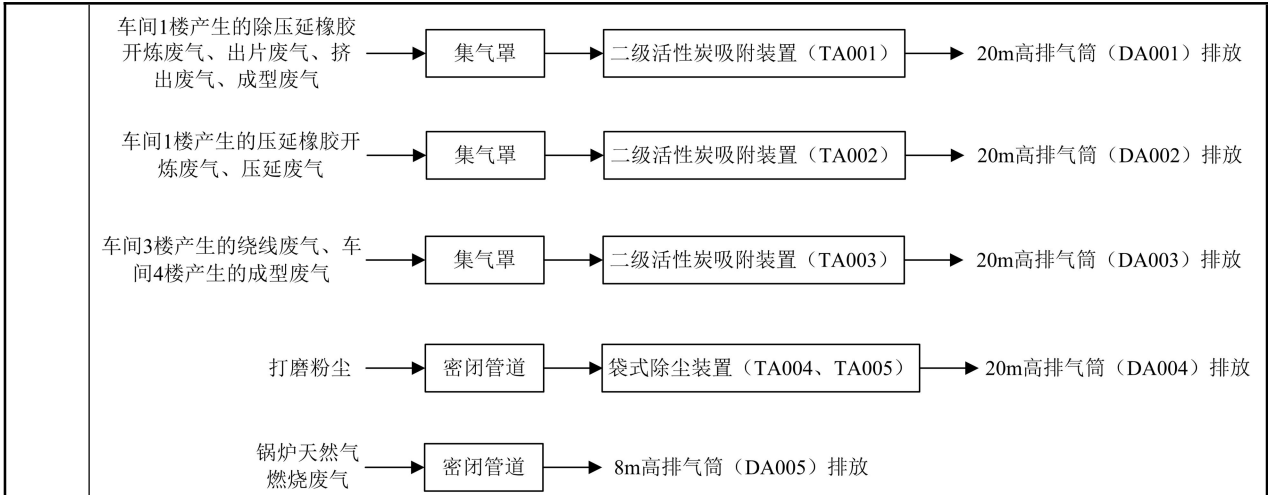 车间1楼产生的除压延橡胶
开炼废气、出片废气、挤
出废气、成型废气
集气罩
二级活性炭吸附装置（TA001）
20m高排气筒（DA001）排放
车间1楼产生的压延橡胶开
炼废气、压延废气
集气罩
二级活性炭吸附装置（TA002）
20m高排气筒（DA002）排放
车间3楼产生的绕线废气、车
间4楼产生的成型废气
集气罩
二级活性炭吸附装置（TA003）
20m高排气筒（DA003）排放
打磨粉尘
密闭管道
袋式除尘装置（TA004、TA005）
20m高排气筒（DA004）排放
锅炉天然气
燃烧废气
密闭管道
8m高排气筒（DA005）排放